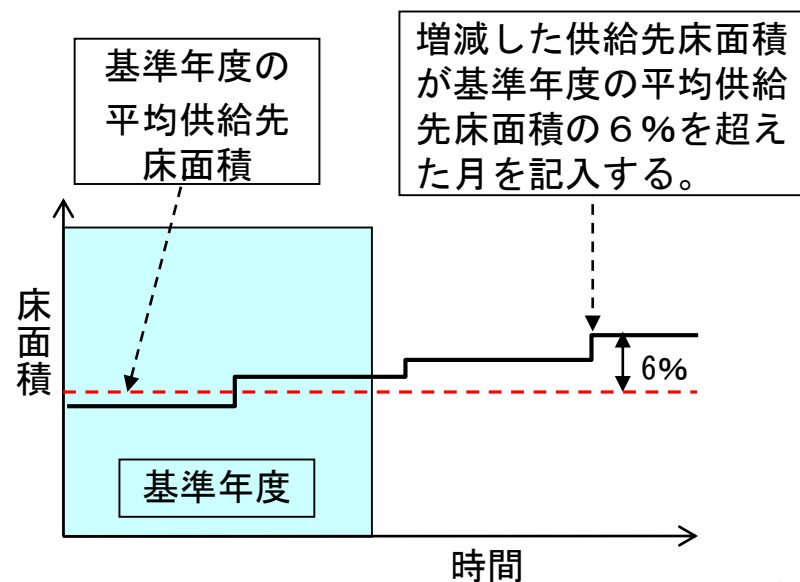 基準年度の
平均供給先
床面積
増減した供給先床面積
が基準年度の平均供給
先床面積の６％を超え
た月を記入する。
床面積
6%
基準年度
時間